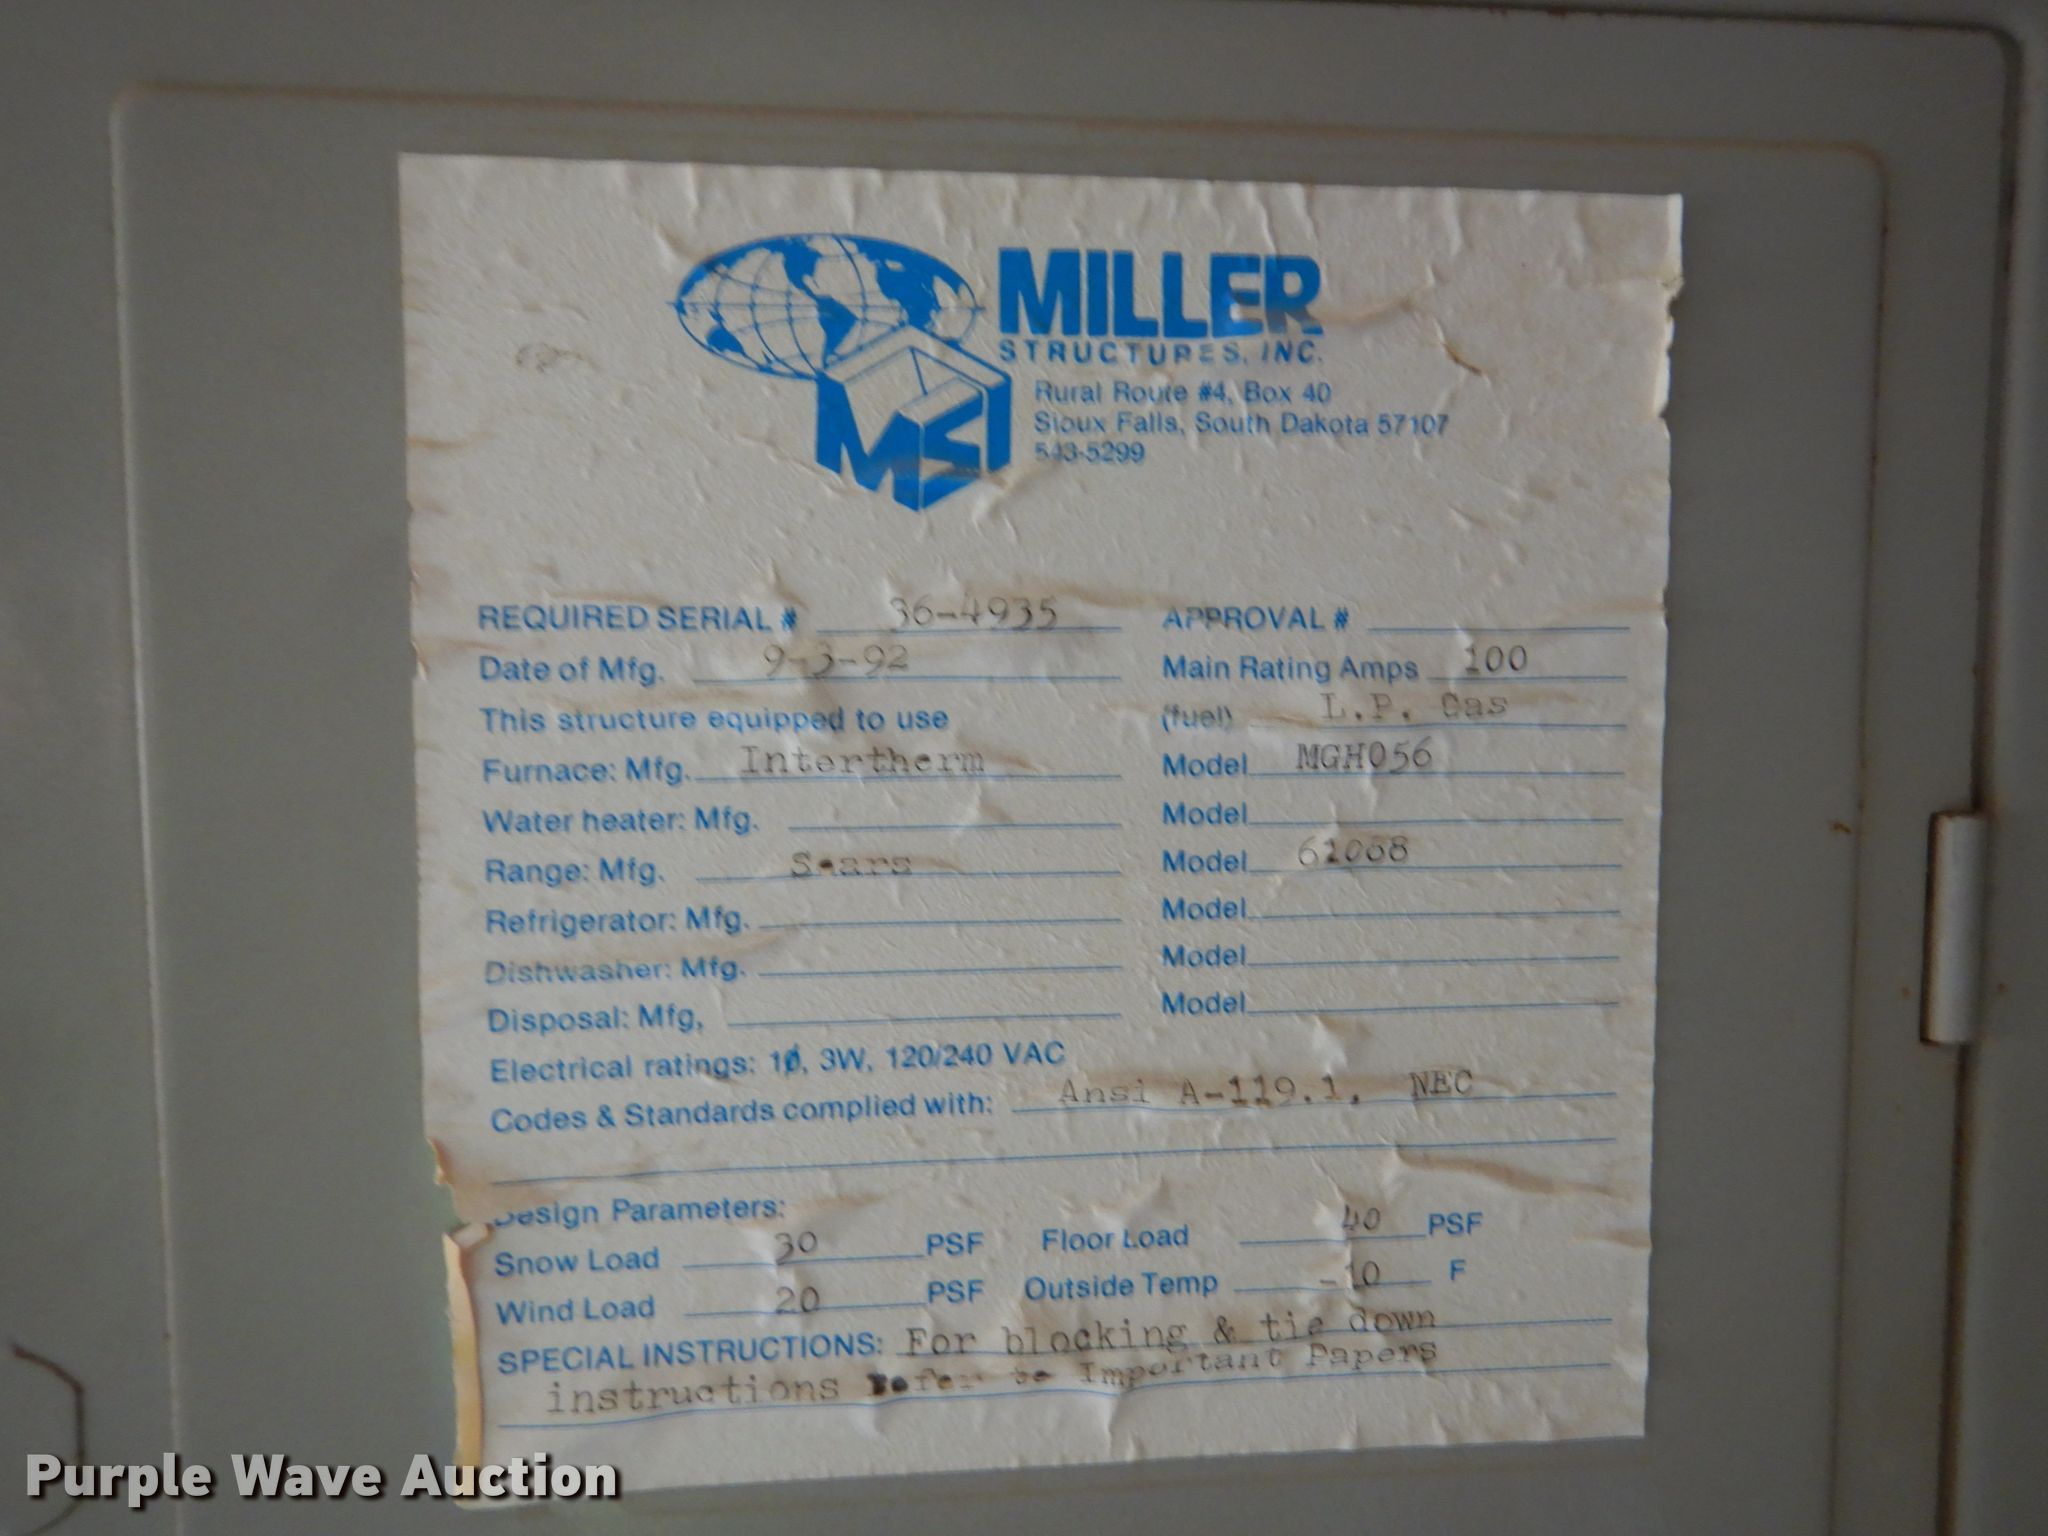 MILLER
STRUCTURES, INC.
Rural Route #4, Box 40
Sioux Falls, South Dakota 57107
543-5299
MSI
REQUIRED SERIAL # 36-4935 APPROVAL #
Date of Mfg. 9-3-92 Main Rating Amps 100
This structure equipped to use (fuel) L.P. Gas
Furnace: Mfg. Intertherm Model MGH056
Water heater: Mfg. Model
Range: Mfg. Sears Model 62068
Refrigerator: Mfg. Model
Dishwasher: Mfg. Model
Disposal: Mfg, Model
Electrical ratings: 1ø, 3W, 120/240 VAC
Codes & Standards complied with: Ansi A-119.1, NEC
Design Parameters:
Snow Load 30 PSF Floor Load 40 PSF
Wind Load 20 PSF Outside Temp -10 F
SPECIAL INSTRUCTIONS: For blocking & tie down
instructions Refer to Important Papers
Purple Wave Auction